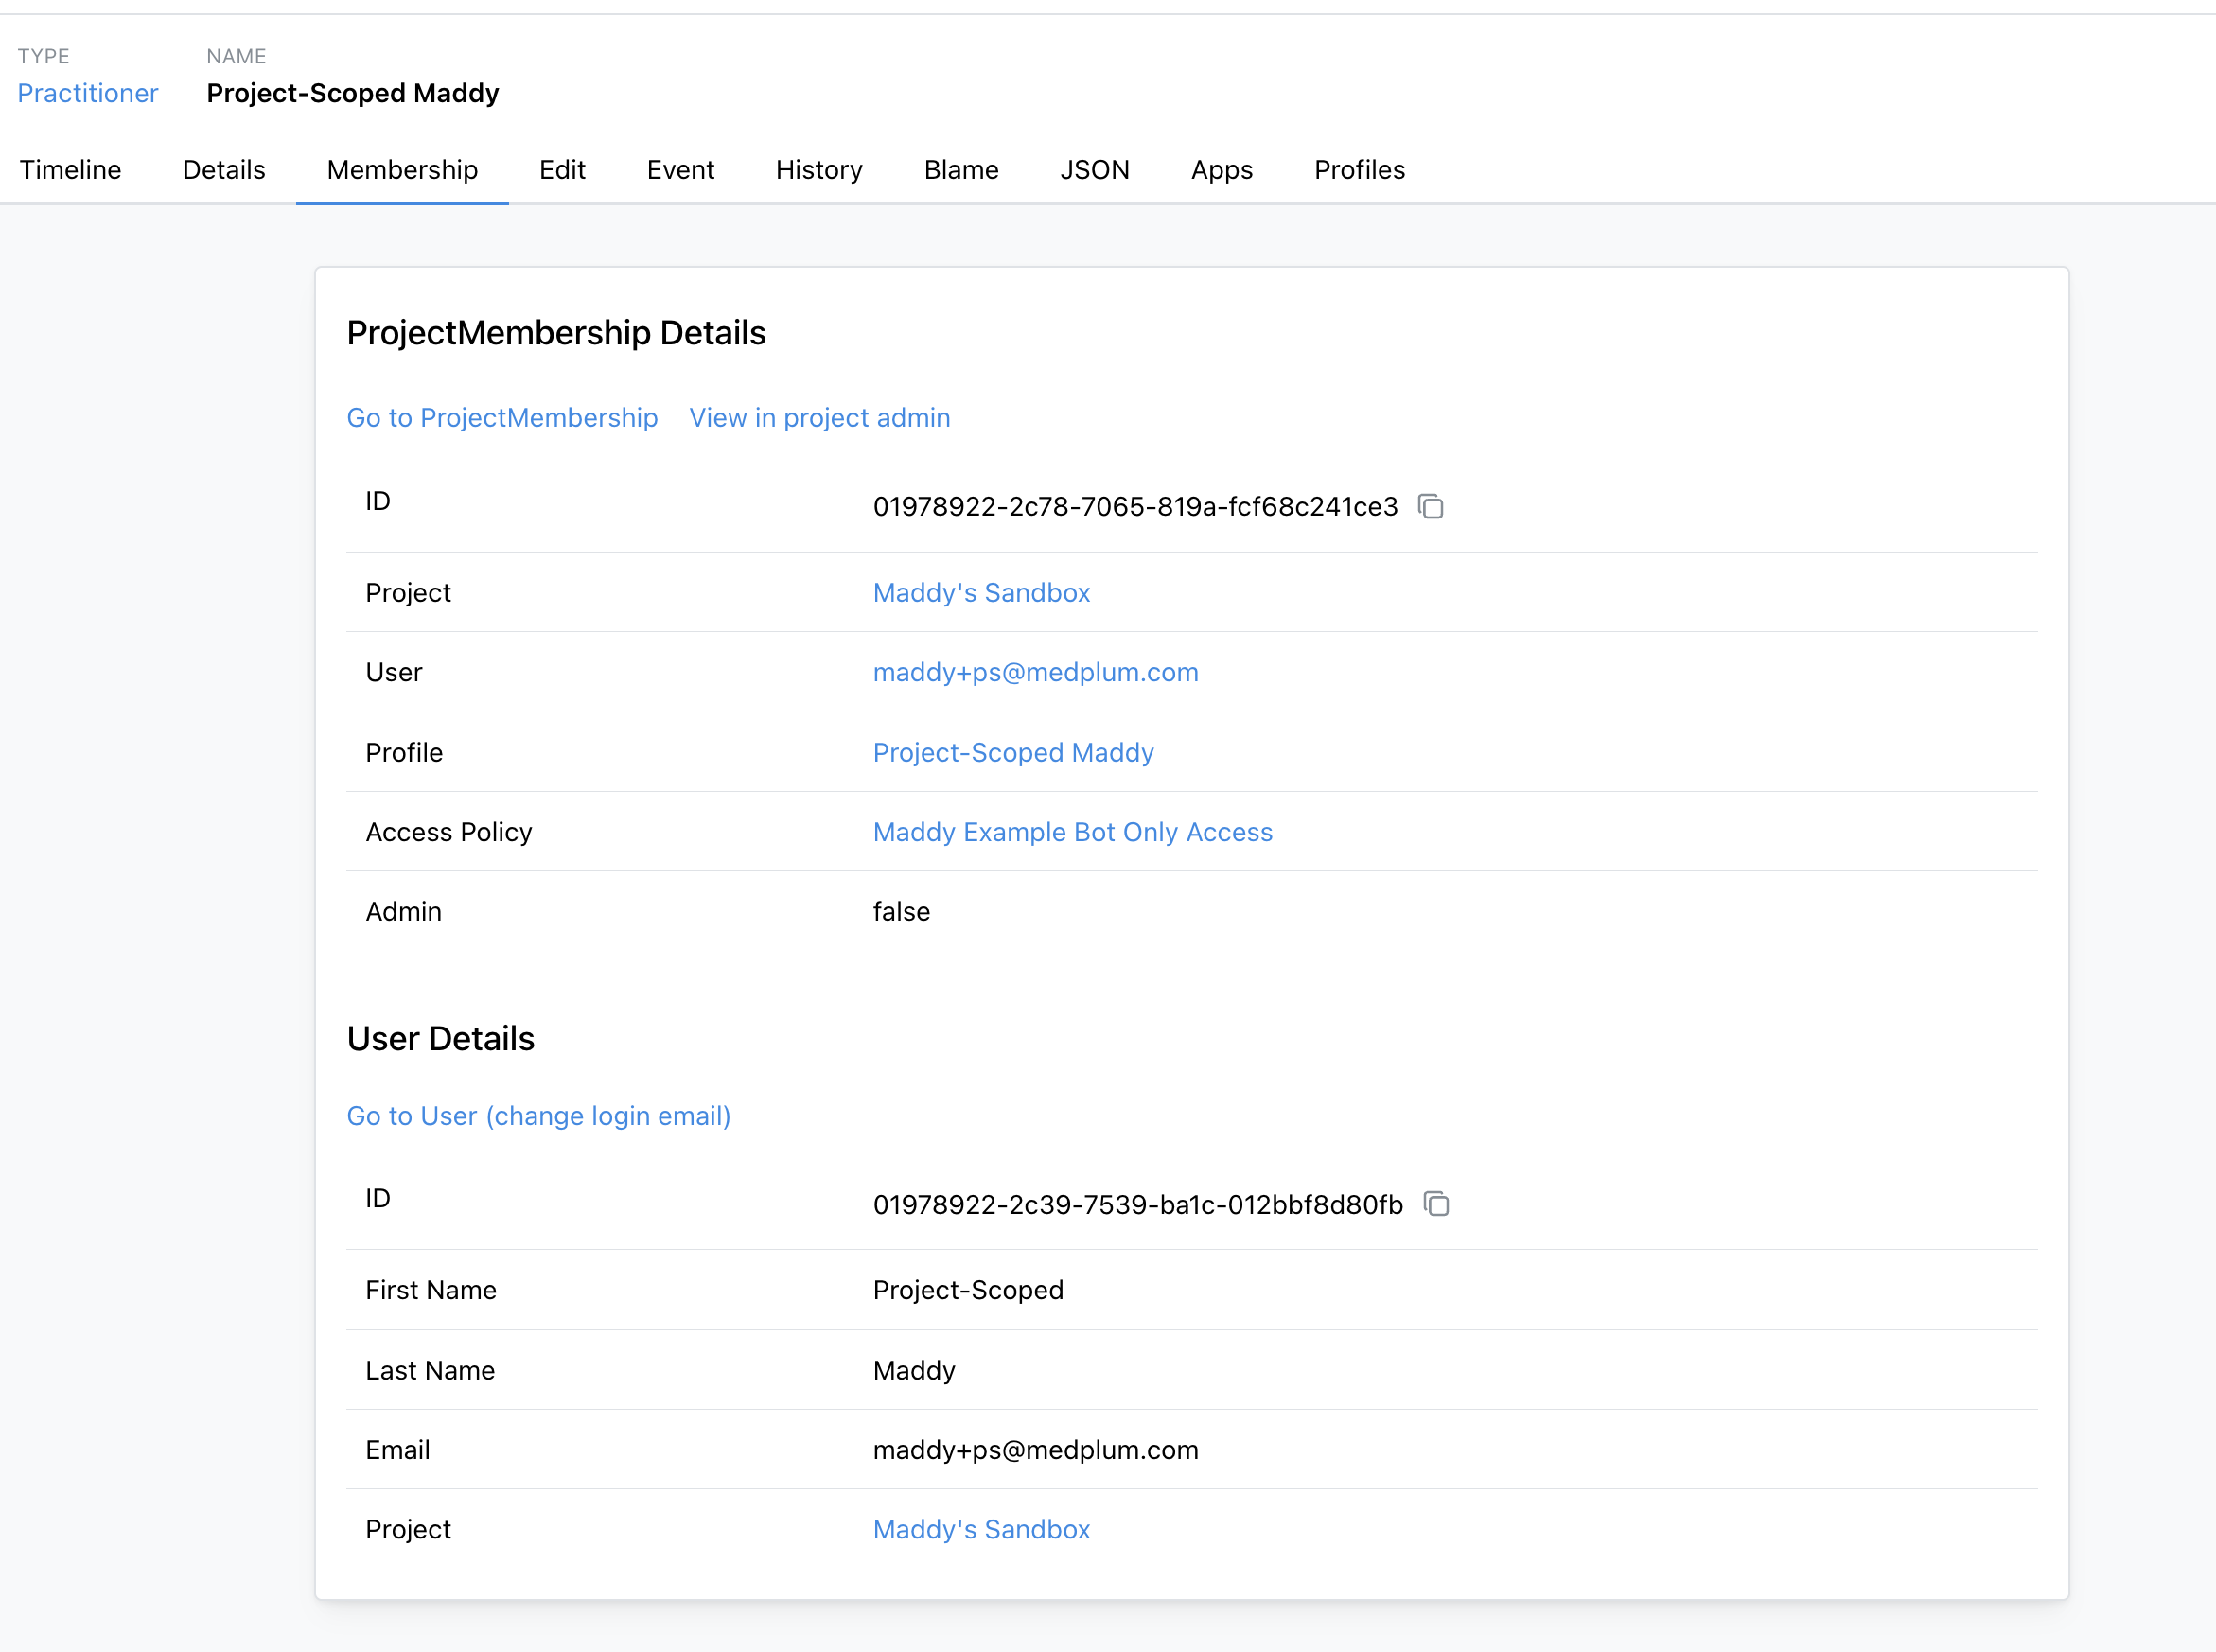 TYPE NAME
Practitioner Project-Scoped Maddy
Timeline Details Membership Edit Event History Blame JSON Apps Profiles
ProjectMembership Details
Go to ProjectMembership View in project admin
ID 01978922-2c78-7065-819a-fcf68c241ce3
Project Maddy's Sandbox
User maddy+ps@medplum.com
Profile Project-Scoped Maddy
Access Policy Maddy Example Bot Only Access
Admin false
User Details
Go to User (change login email)
ID 01978922-2c39-7539-ba1c-012bbf8d80fb
First Name Project-Scoped
Last Name Maddy
Email maddy+ps@medplum.com
Project Maddy's Sandbox